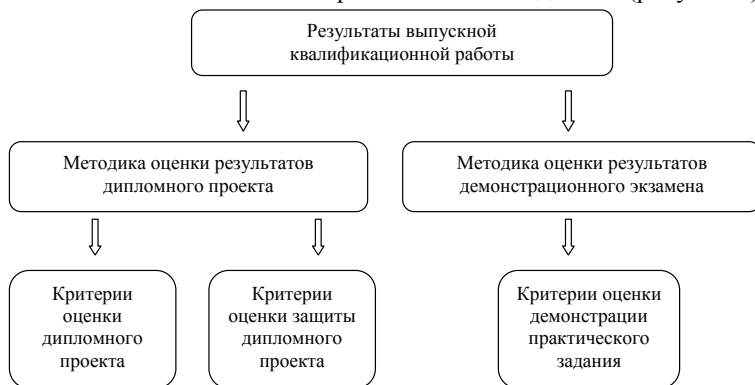 Результаты выпускной
квалификационной работы
Методика оценки результатов
дипломного проекта
Методика оценки результатов
демонстрационного экзамена
Критерии
оценки
дипломного
проекта
Критерии
оценки защиты
дипломного
проекта
Критерии оценки
демонстрации
практического
задания